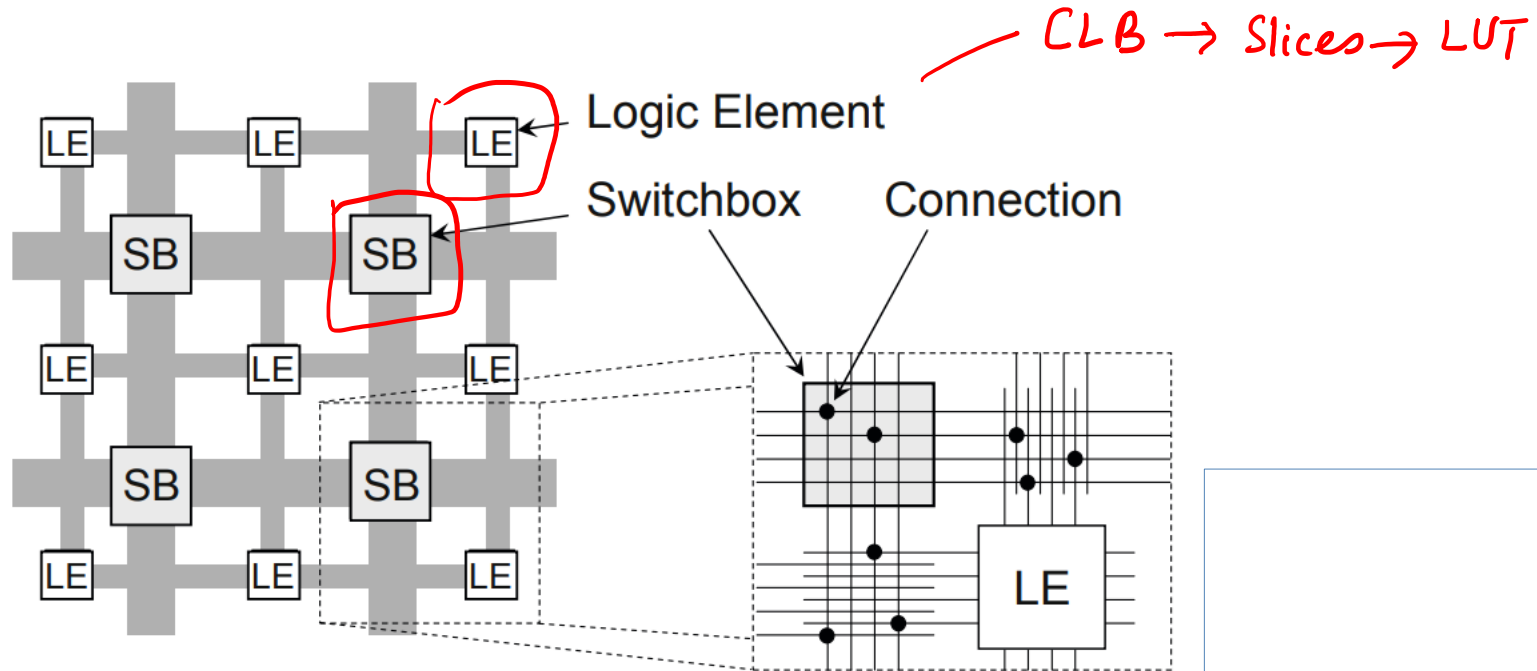 CLB → Slices → LUT
Logic Element
LE LE LE
Switchbox Connection
SB SB
LE LE LE
SB SB
LE LE LE
LE